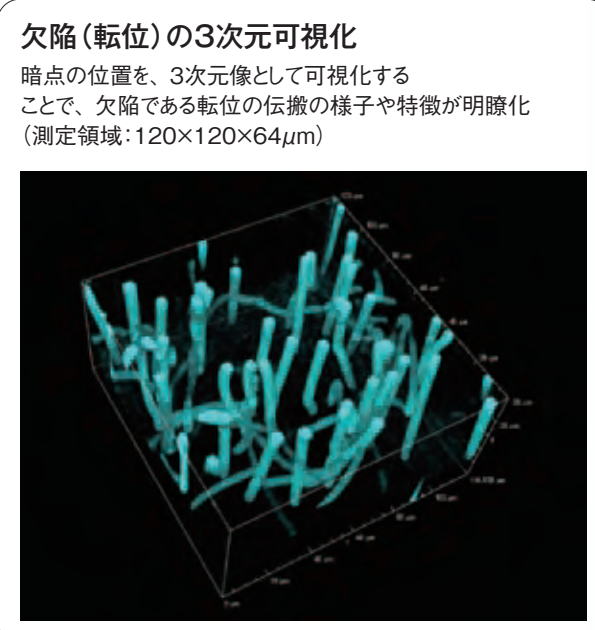 欠陥（転位）の3次元可視化
暗点の位置を、3次元像として可視化する
ことで、欠陥である転位の伝搬の様子や特徴が明瞭化
（測定領域：120×120×64μm）
0 μm